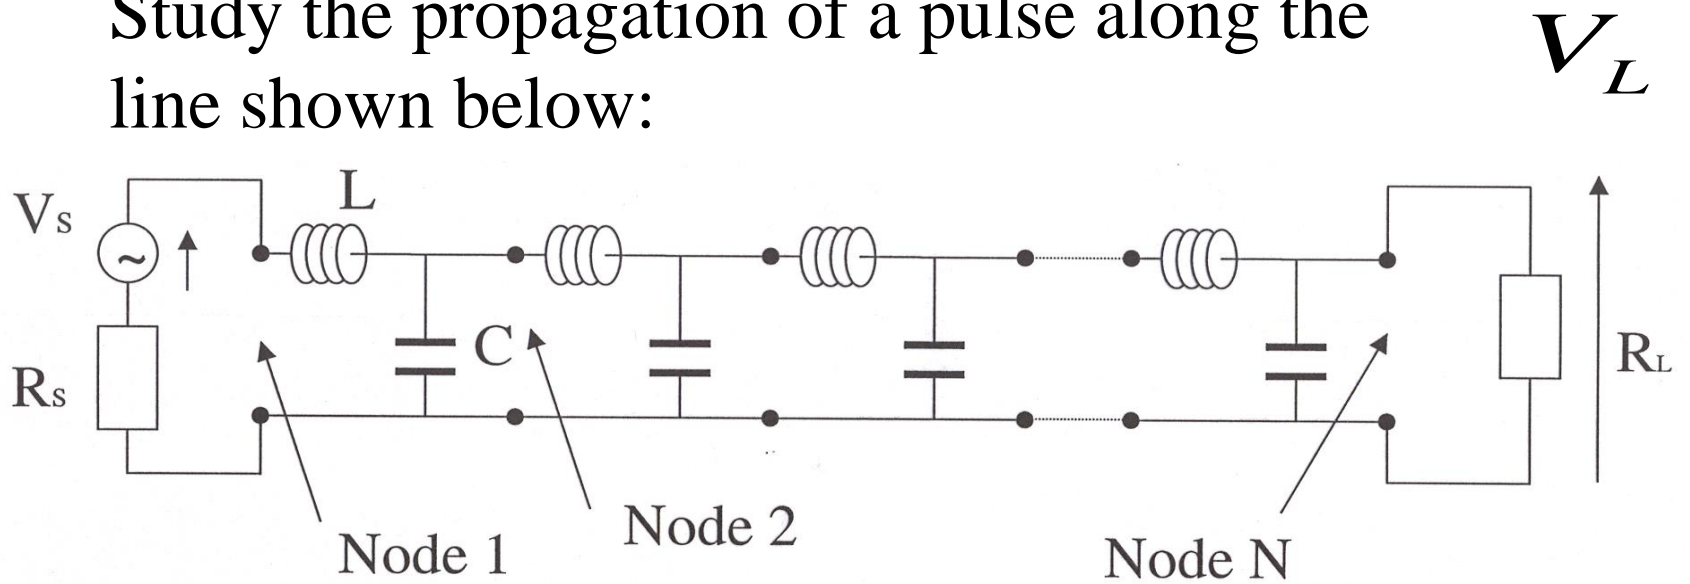 Study the propagation of a pulse along the
line shown below:
V_L
L
Vs
~
C
Rs
RL
Node 1
Node 2
Node N